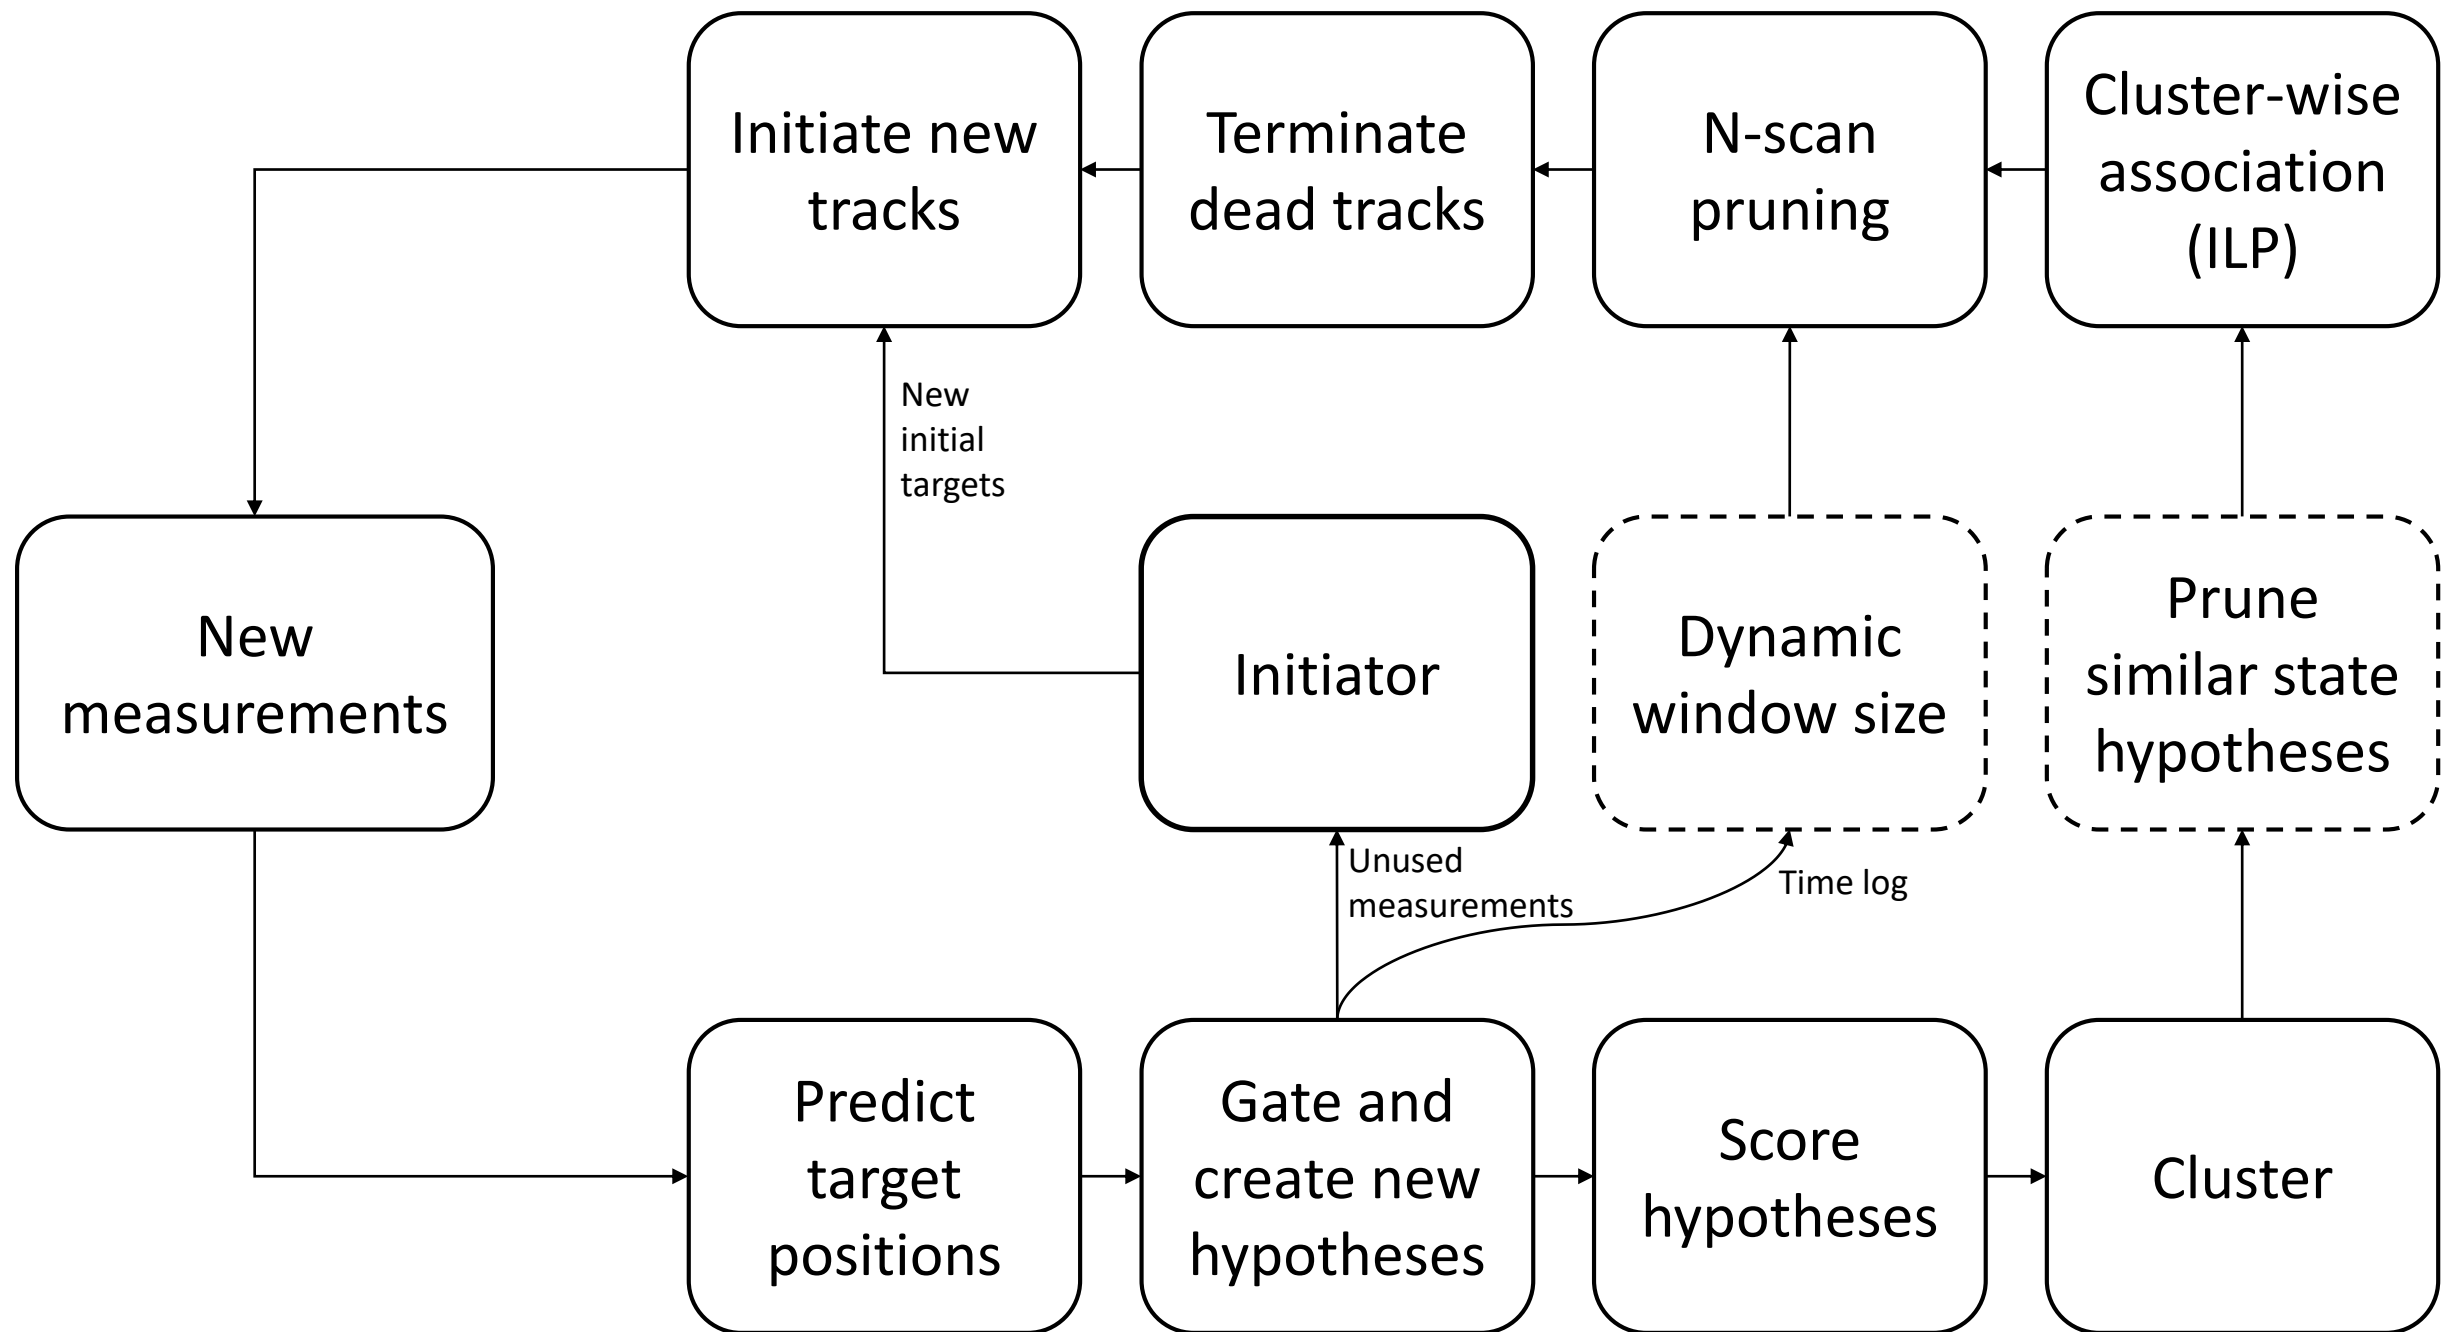 Initiate new
tracks
Terminate
dead tracks
N-scan
pruning
Cluster-wise
association
(ILP)
New
initial
targets
New
measurements
Initiator
Dynamic
window size
Prune
similar state
hypotheses
Unused
measurements
Time log
Predict
target
positions
Gate and
create new
hypotheses
Score
hypotheses
Cluster